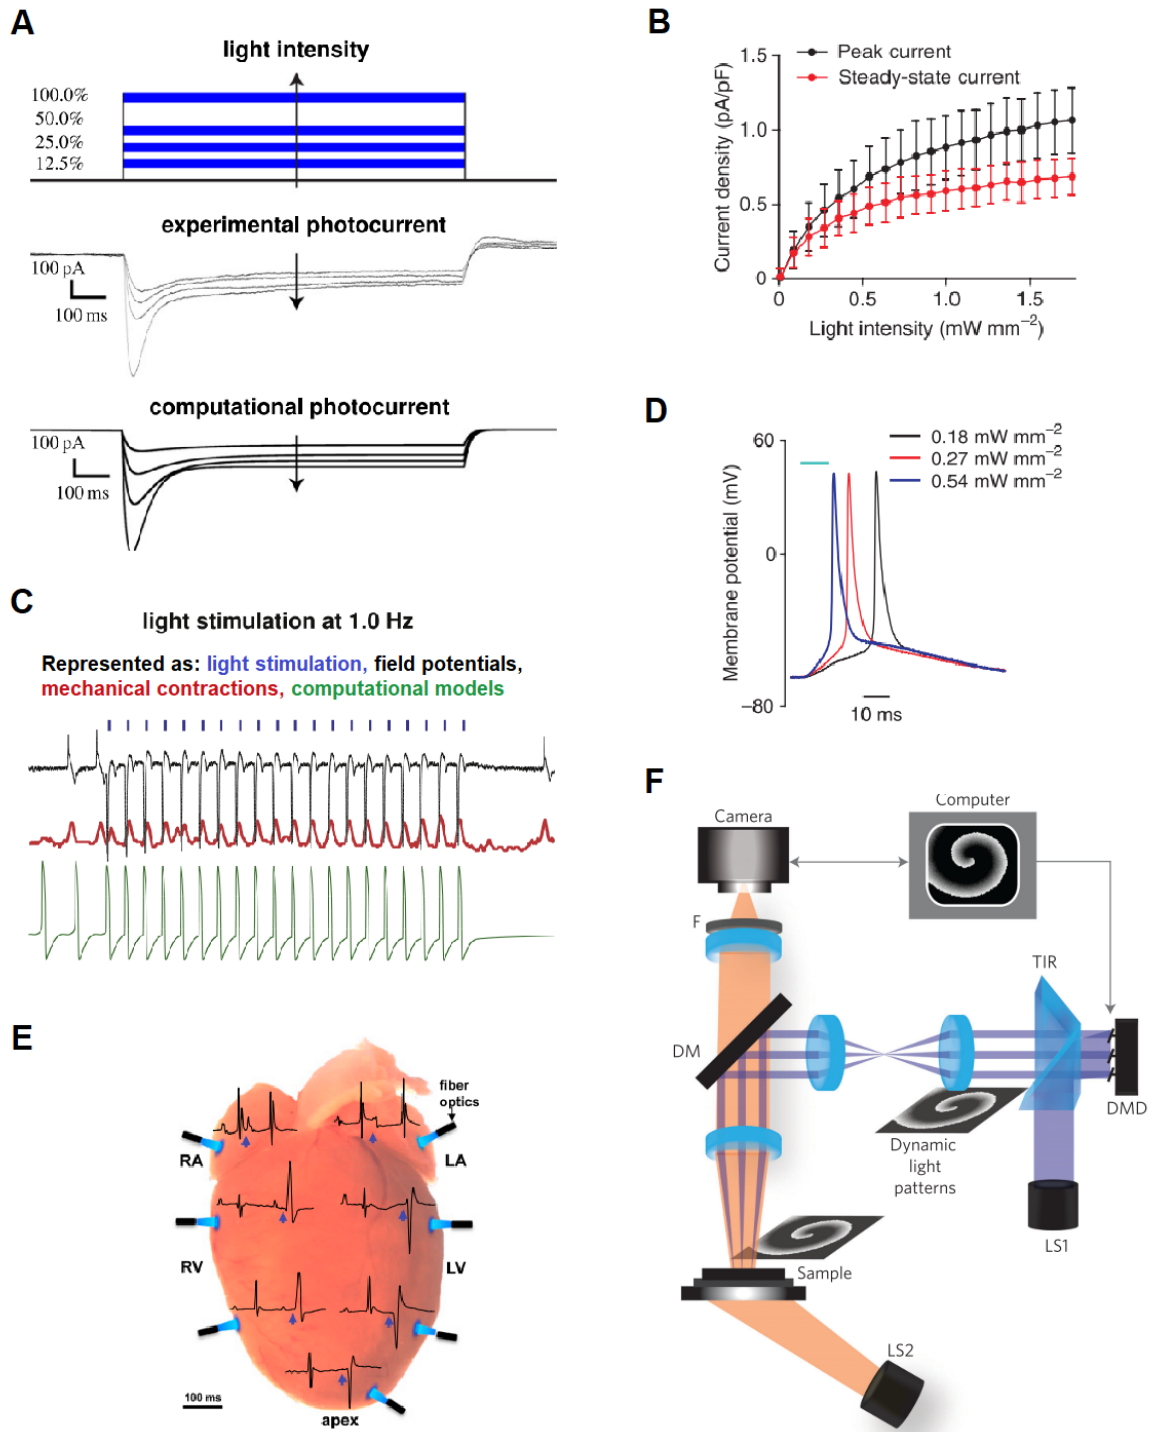 A
light intensity
100.0%
50.0%
25.0%
12.5%
experimental photocurrent
100 pA
100 ms
computational photocurrent
100 pA
100 ms
B
Peak current
Steady-state current
Current density (pA/pF)
1.5
1.0
0.5
0
0
0.5
1.0
1.5
Light intensity (mW mm⁻²)
C
light stimulation at 1.0 Hz
Represented as: light stimulation, field potentials,
mechanical contractions, computational models
D
0.18 mW mm⁻²
0.27 mW mm⁻²
0.54 mW mm⁻²
Membrane potential (mV)
60
0
−80
10 ms
E
fiber
optics
RA
LA
RV
LV
100 ms
apex
F
Camera
Computer
F
TIR
DM
DMD
Dynamic
light
patterns
LS1
Sample
LS2